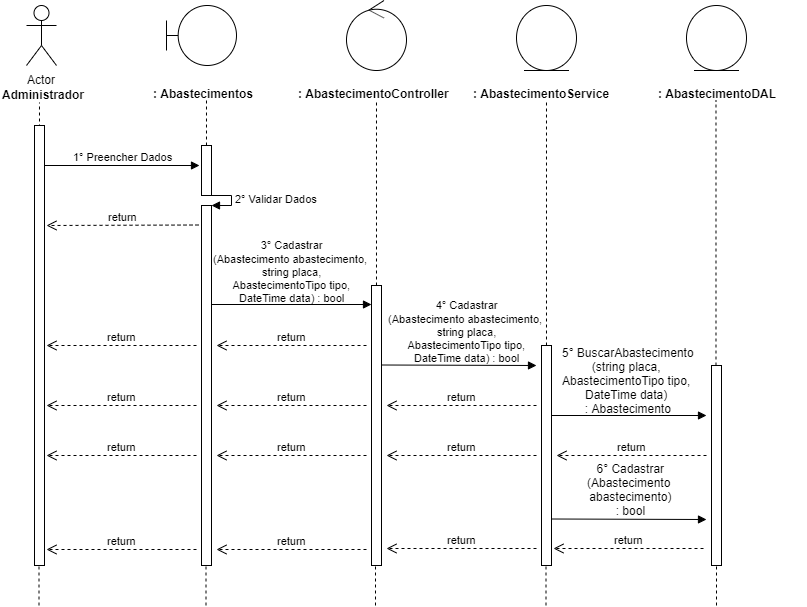 Actor
Administrador
: Abastecimentos
: AbastecimentoController
: AbastecimentoService
: AbastecimentoDAL
1° Preencher Dados
2° Validar Dados
return
3° Cadastrar
(Abastecimento abastecimento,
string placa,
AbastecimentoTipo tipo,
DateTime data) : bool
4° Cadastrar
(Abastecimento abastecimento,
string placa,
AbastecimentoTipo tipo,
DateTime data) : bool
return
return
5° BuscarAbastecimento
(string placa,
AbastecimentoTipo tipo,
DateTime data)
: Abastecimento
return
return
return
return
return
return
return
6° Cadastrar
(Abastecimento
abastecimento)
: bool
return
return
return
return